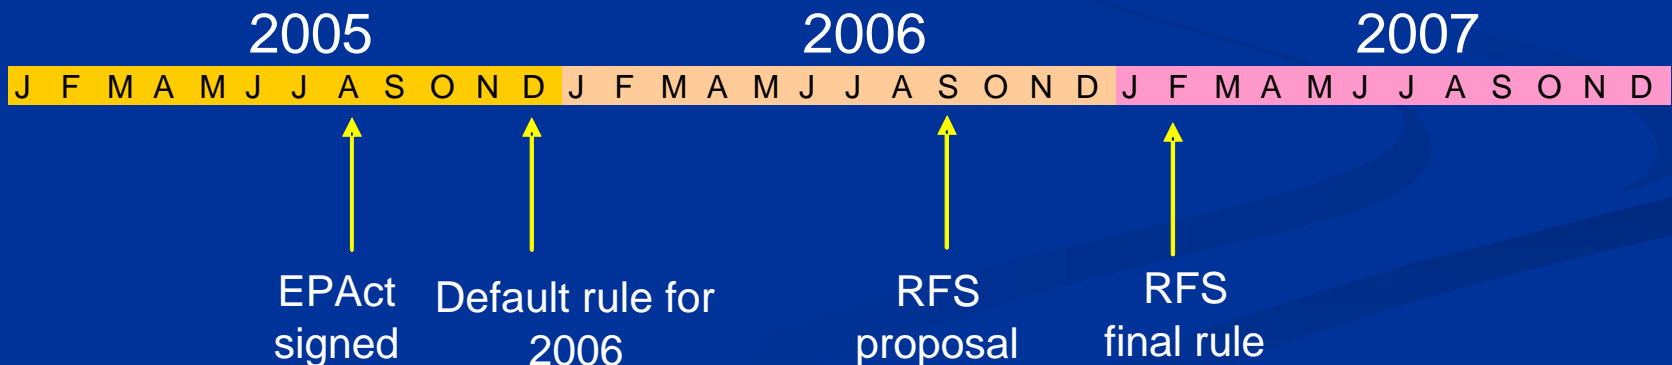 2005 2006 2007
J F M A M J J A S O N D J F M A M J J A S O N D J F M A M J J A S O N D
EPAct
signed
Default rule for
2006
RFS
proposal
RFS
final rule